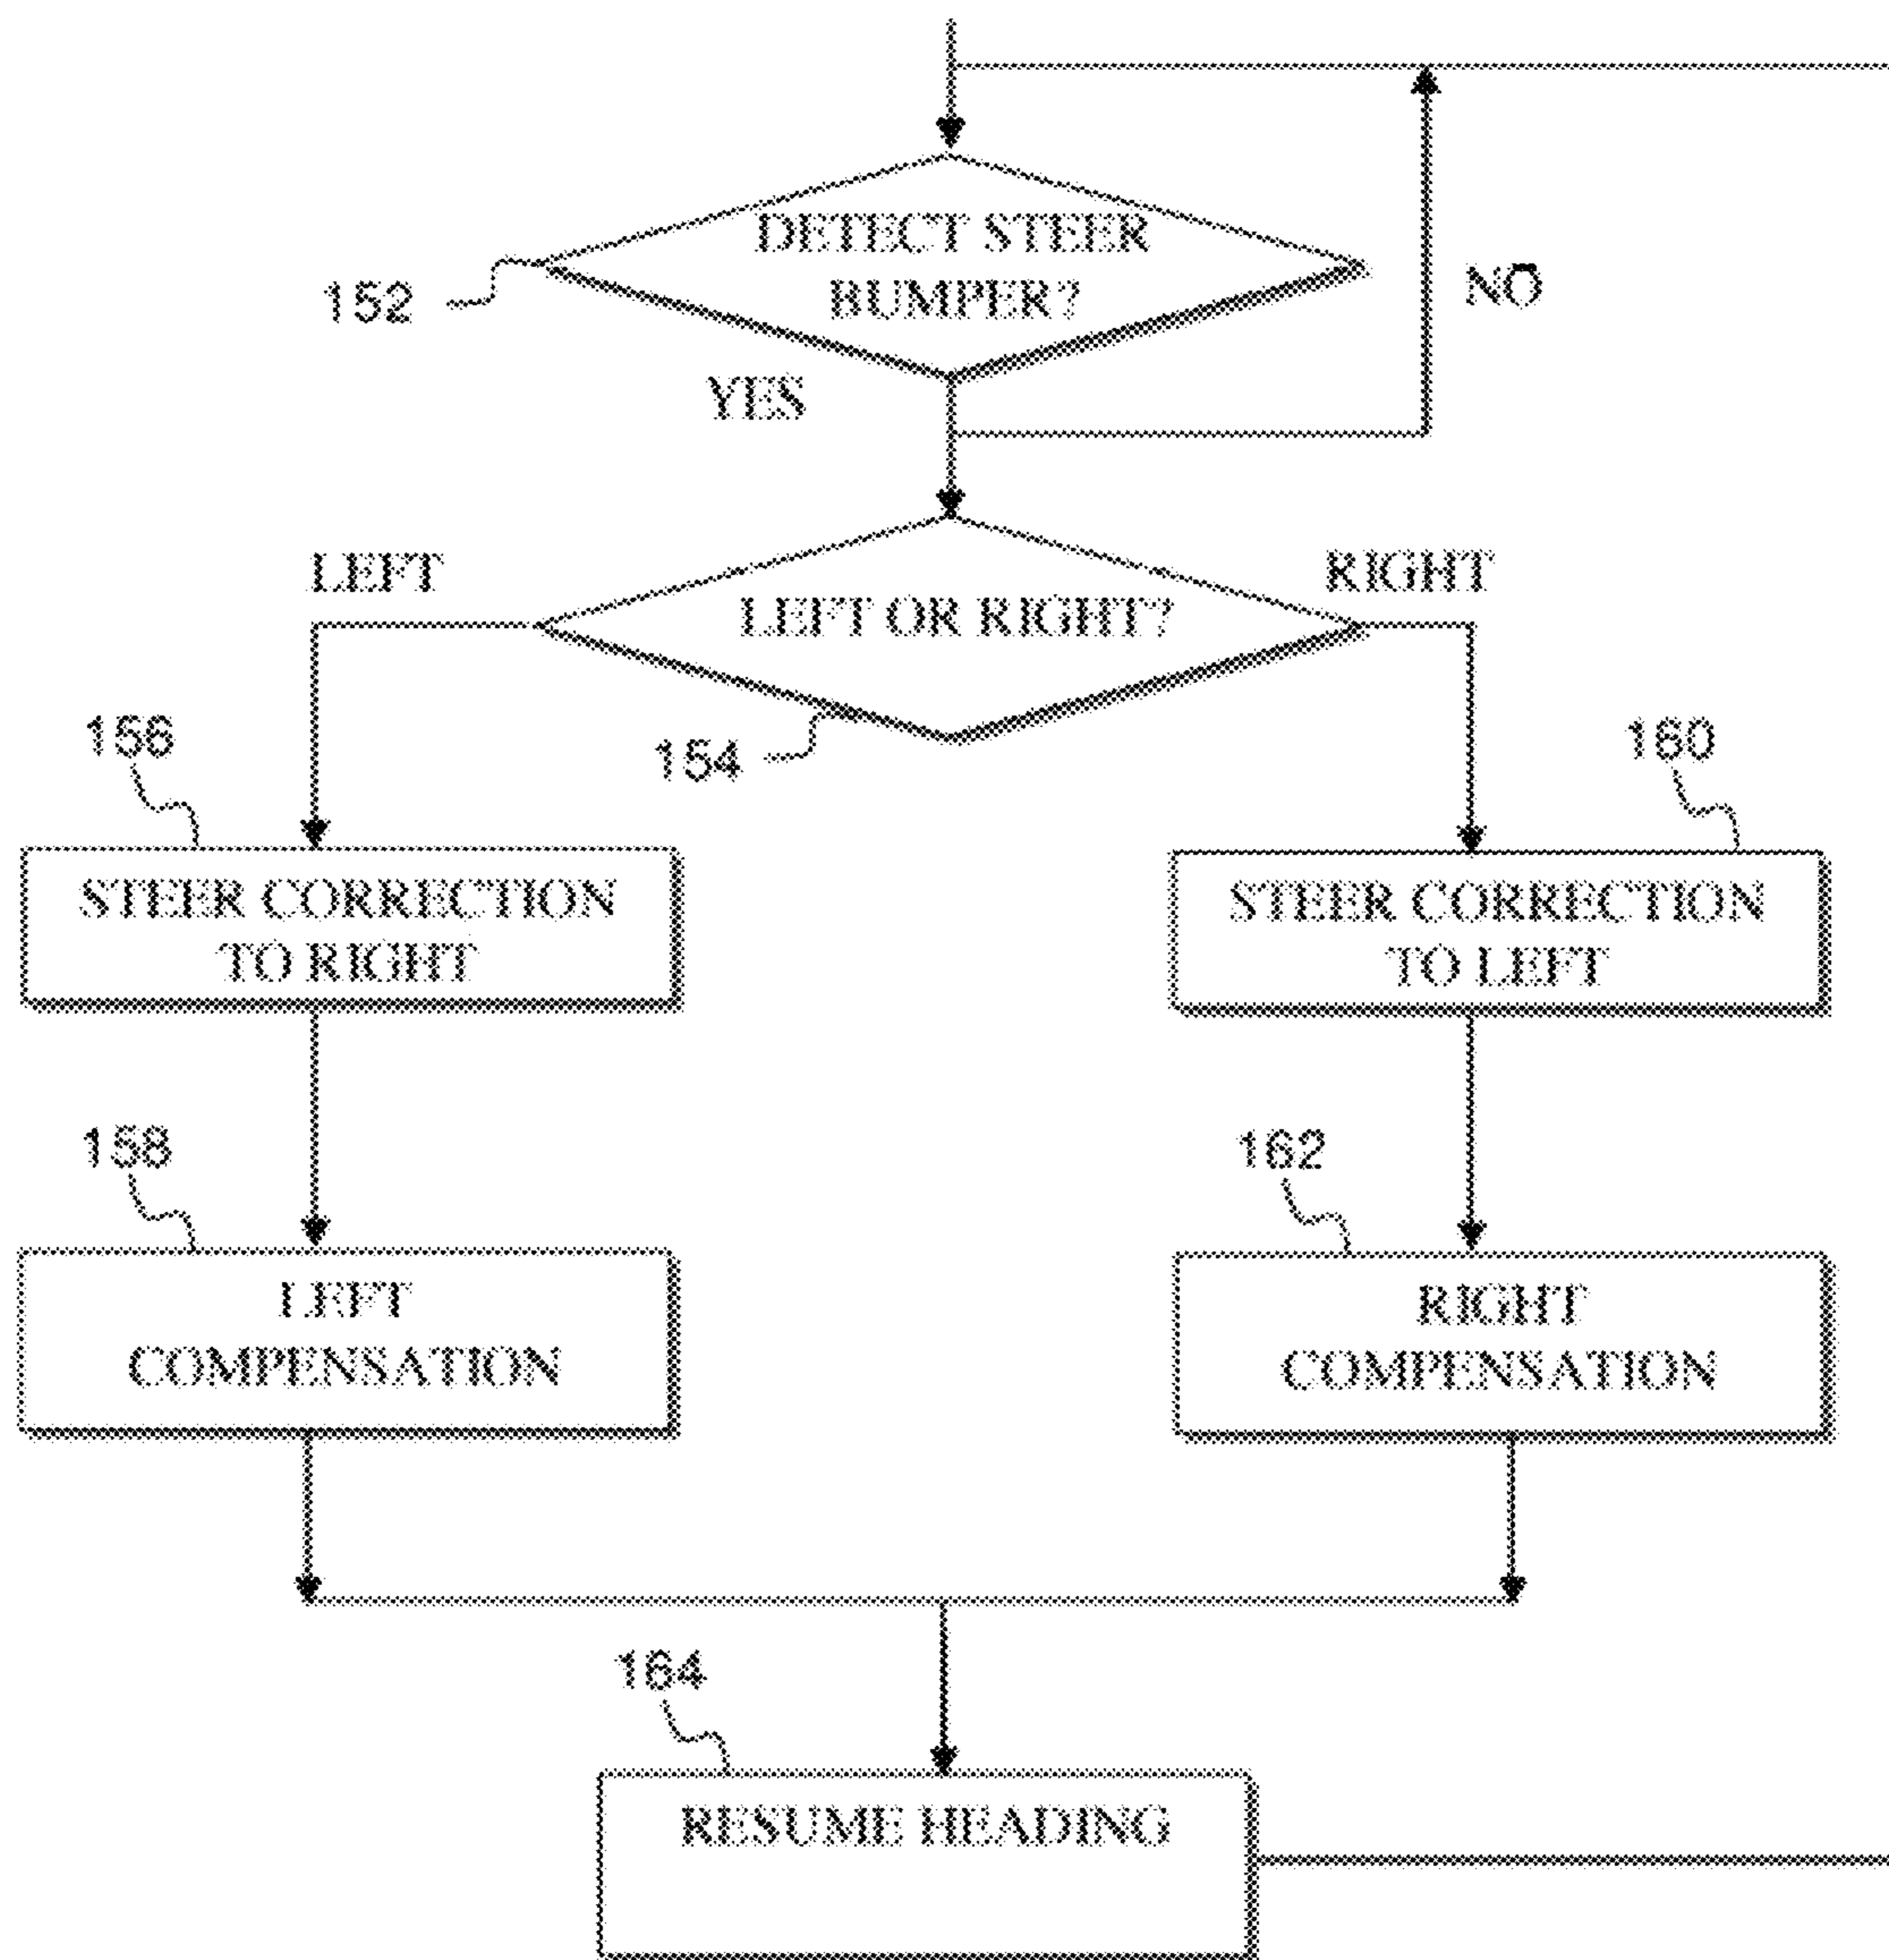 DETECT STEER
BUMPER?
152
NO
YES
LEFT
RIGHT
LEFT OR RIGHT?
154
156
160
STEER CORRECTION
TO RIGHT
STEER CORRECTION
TO LEFT
158
162
LEFT
COMPENSATION
RIGHT
COMPENSATION
164
RESUME HEADING